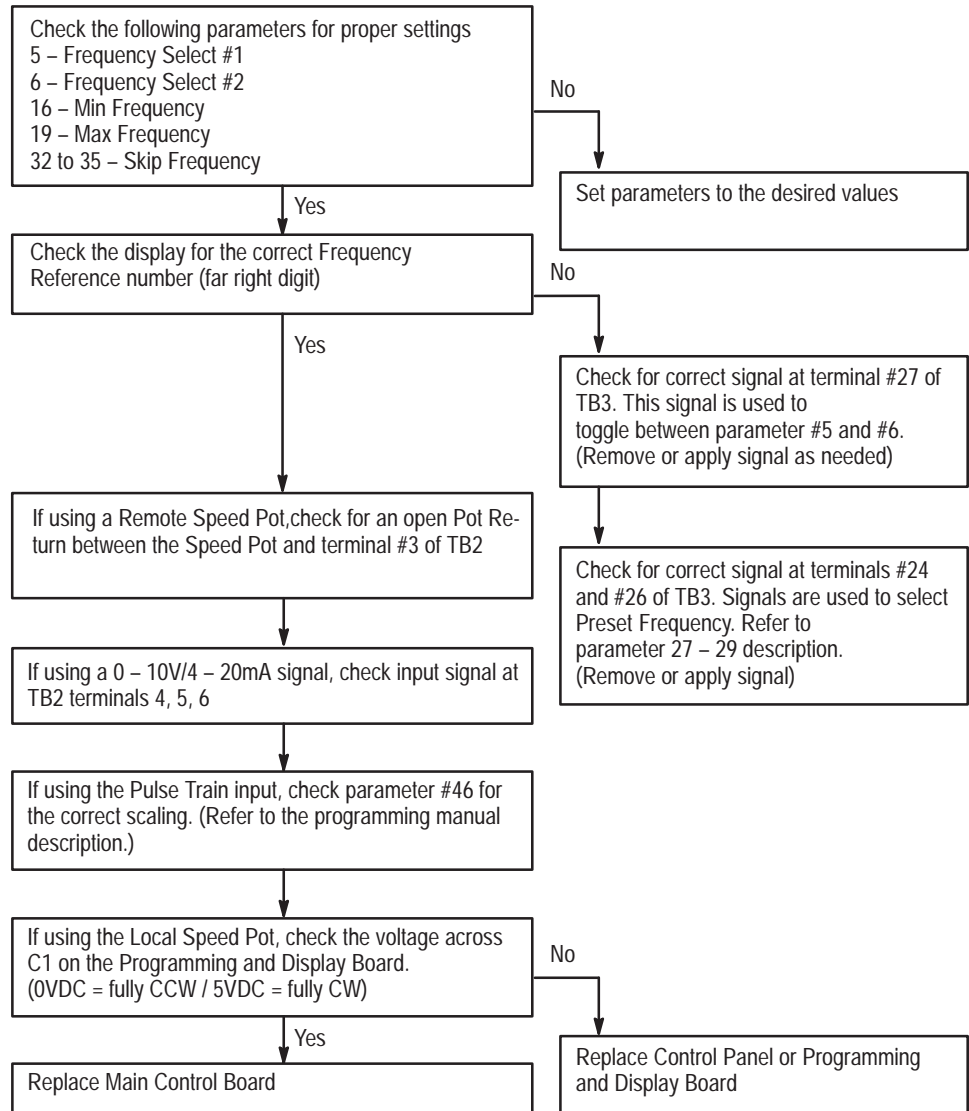 Check the following parameters for proper settings
5 – Frequency Select #1
6 – Frequency Select #2
16 – Min Frequency
19 – Max Frequency
32 to 35 – Skip Frequency
No
Set parameters to the desired values
Yes
Check the display for the correct Frequency
Reference number (far right digit)
No
Yes
Check for correct signal at terminal #27 of
TB3. This signal is used to
toggle between parameter #5 and #6.
(Remove or apply signal as needed)
If using a Remote Speed Pot,check for an open Pot Re-
turn between the Speed Pot and terminal #3 of TB2
Check for correct signal at terminals #24
and #26 of TB3. Signals are used to select
Preset Frequency. Refer to
parameter 27 – 29 description.
(Remove or apply signal)
If using a 0 – 10V/4 – 20mA signal, check input signal at
TB2 terminals 4, 5, 6
If using the Pulse Train input, check parameter #46 for
the correct scaling. (Refer to the programming manual
description.)
If using the Local Speed Pot, check the voltage across
C1 on the Programming and Display Board.
(0VDC = fully CCW / 5VDC = fully CW)
No
Yes
Replace Main Control Board
Replace Control Panel or Programming
and Display Board